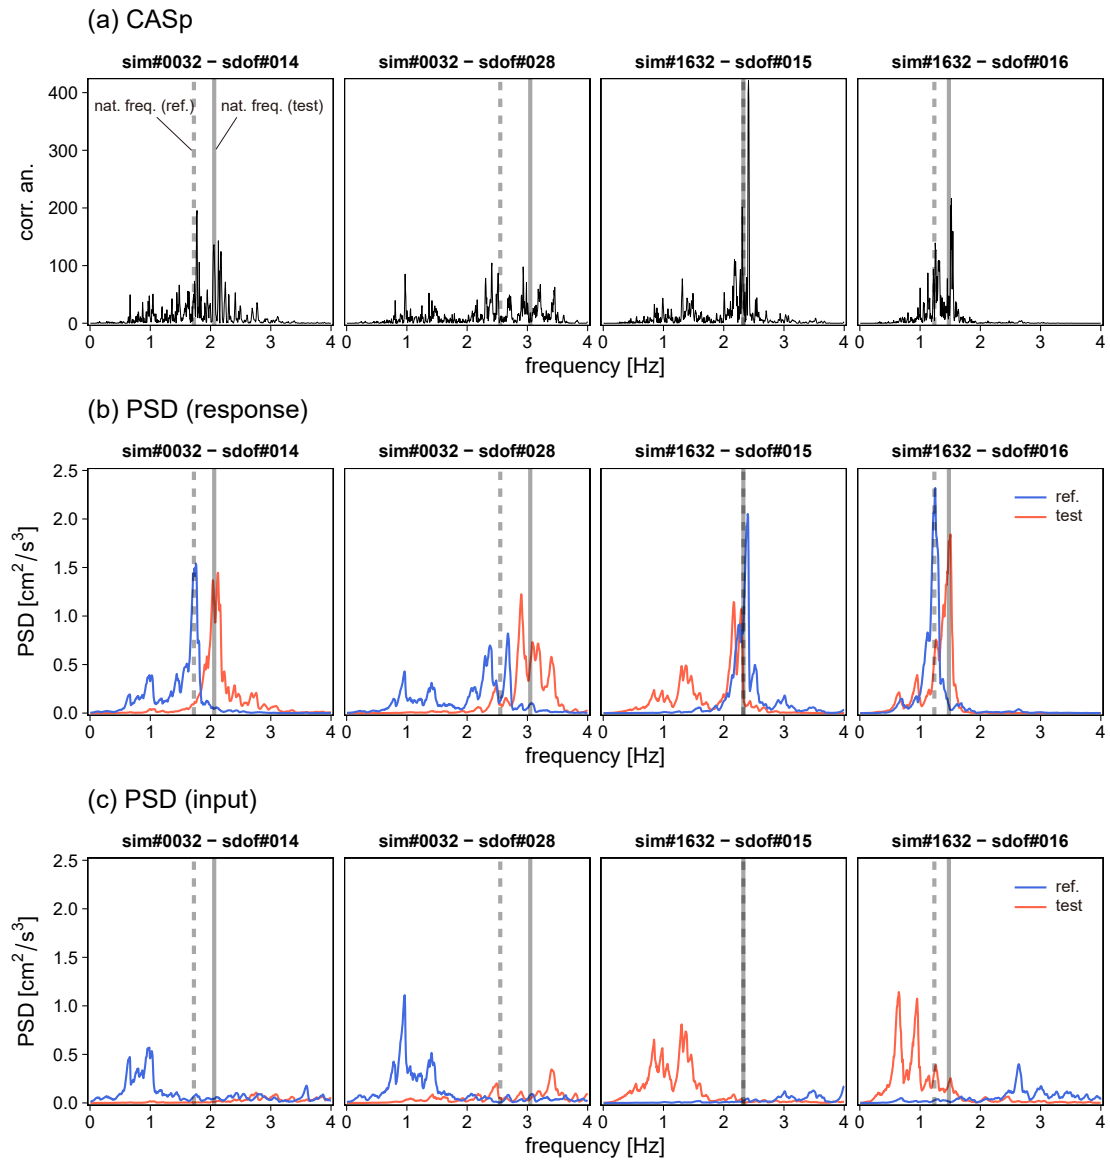 (a) CASp
sim#0032 − sdof#014 sim#0032 − sdof#028 sim#1632 − sdof#015 sim#1632 − sdof#016
nat. freq. (ref.) nat. freq. (test)
corr. an.
400
300
200
100
0
0 1 2 3 4 0 1 2 3 4 0 1 2 3 4 0 1 2 3 4
frequency [Hz]
(b) PSD (response)
sim#0032 − sdof#014 sim#0032 − sdof#028 sim#1632 − sdof#015 sim#1632 − sdof#016
PSD [cm²/s³]
2.5
2.0
1.5
1.0
0.5
0.0
ref.
test
0 1 2 3 4 0 1 2 3 4 0 1 2 3 4 0 1 2 3 4
frequency [Hz]
(c) PSD (input)
sim#0032 − sdof#014 sim#0032 − sdof#028 sim#1632 − sdof#015 sim#1632 − sdof#016
PSD [cm²/s³]
2.5
2.0
1.5
1.0
0.5
0.0
ref.
test
0 1 2 3 4 0 1 2 3 4 0 1 2 3 4 0 1 2 3 4
frequency [Hz]